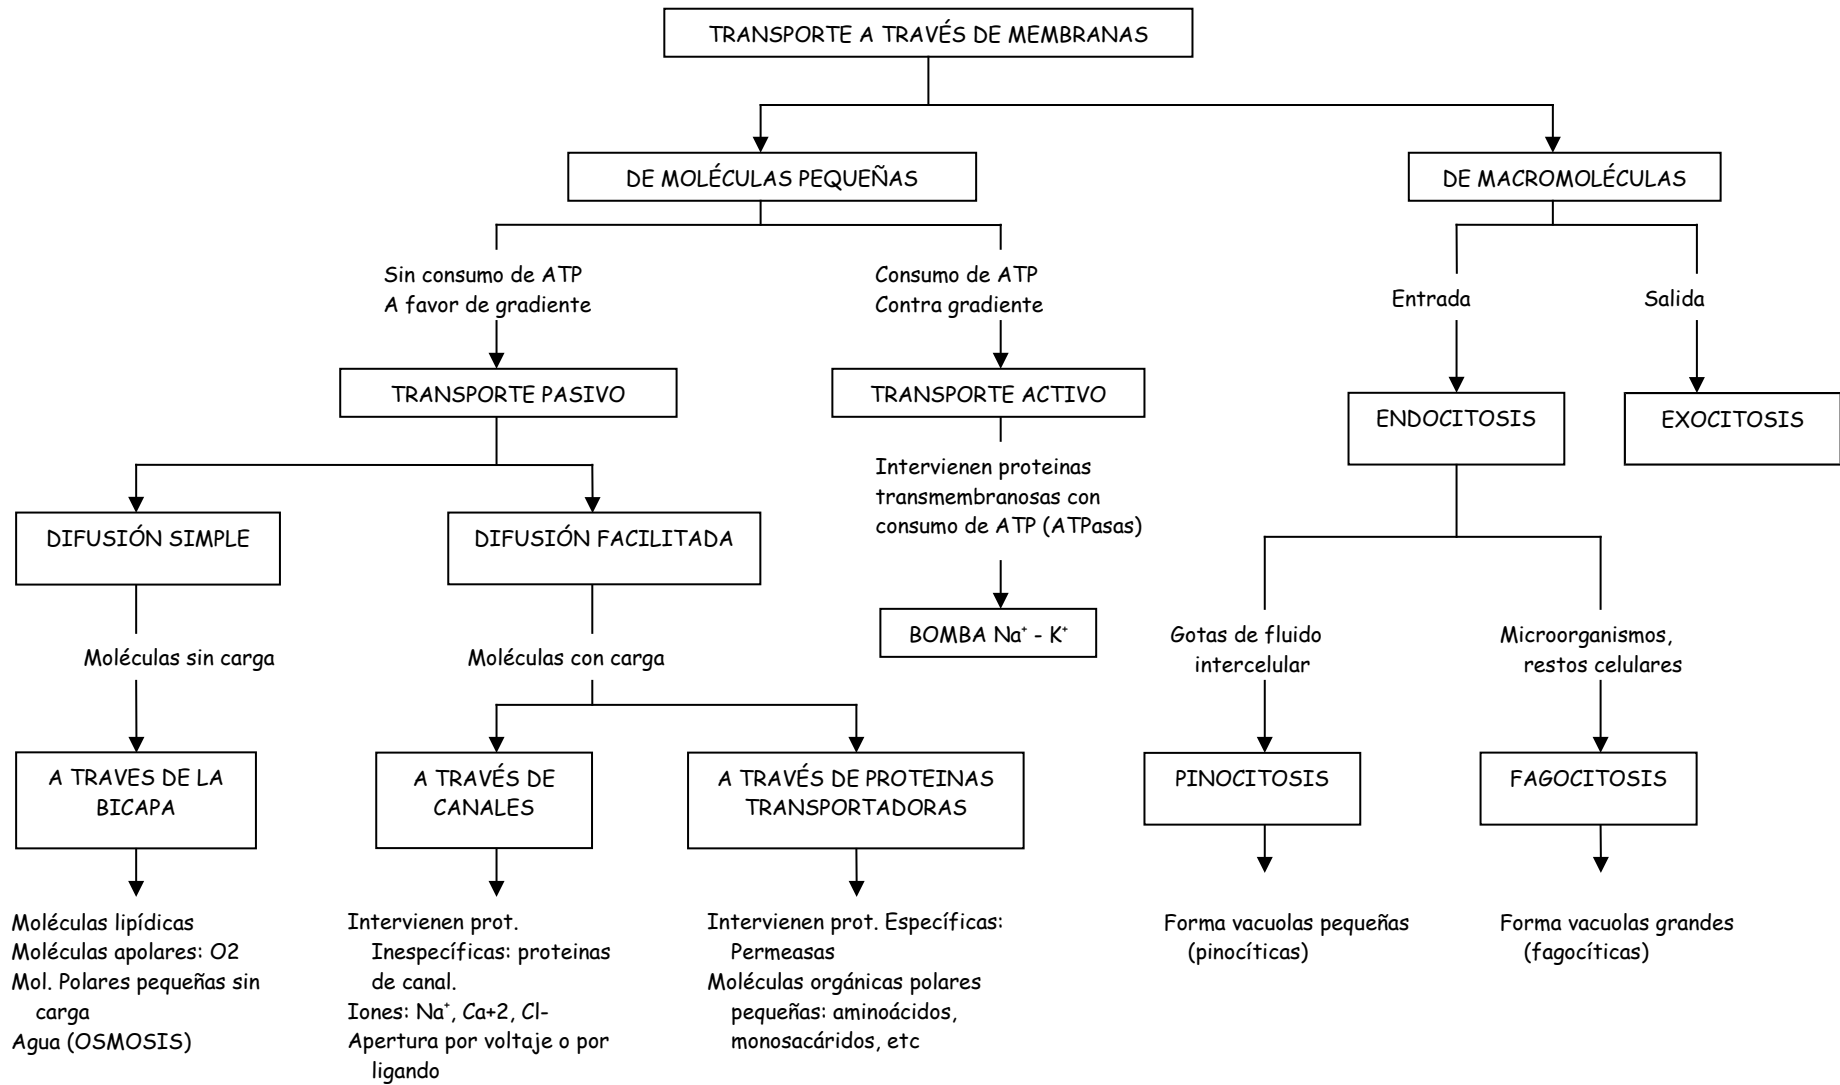 TRANSPORTE A TRAVÉS DE MEMBRANAS
DE MOLÉCULAS PEQUEÑAS
DE MACROMOLÉCULAS
Sin consumo de ATP
A favor de gradiente
Consumo de ATP
Contra gradiente
Entrada
Salida
TRANSPORTE PASIVO
TRANSPORTE ACTIVO
ENDOCITOSIS
EXOCITOSIS
Intervienen proteinas
transmembranosas con
consumo de ATP (ATPasas)
DIFUSIÓN SIMPLE
DIFUSIÓN FACILITADA
BOMBA Na⁺ - K⁺
Moléculas sin carga
Moléculas con carga
Gotas de fluido
intercelular
Microorganismos,
restos celulares
A TRAVES DE LA
BICAPA
A TRAVÉS DE
CANALES
A TRAVÉS DE PROTEINAS
TRANSPORTADORAS
PINOCITOSIS
FAGOCITOSIS
Moléculas lipídicas
Moléculas apolares: O2
Mol. Polares pequeñas sin
carga
Agua (OSMOSIS)
Intervienen prot.
Inespecíficas: proteinas
de canal.
Iones: Na⁺, Ca+2, Cl-
Apertura por voltaje o por
ligando
Intervienen prot. Específicas:
Permeasas
Moléculas orgánicas polares
pequeñas: aminoácidos,
monosacáridos, etc
Forma vacuolas pequeñas
(pinocíticas)
Forma vacuolas grandes
(fagocíticas)